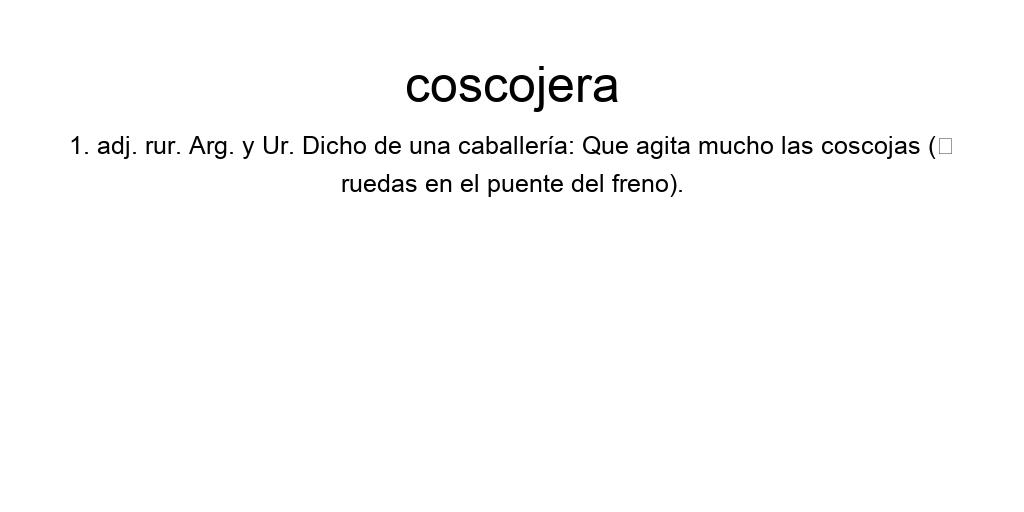 coscojera
1. adj. rur. Arg. y Ur. Dicho de una caballería: Que agita mucho las coscojas (□
ruedas en el puente del freno).